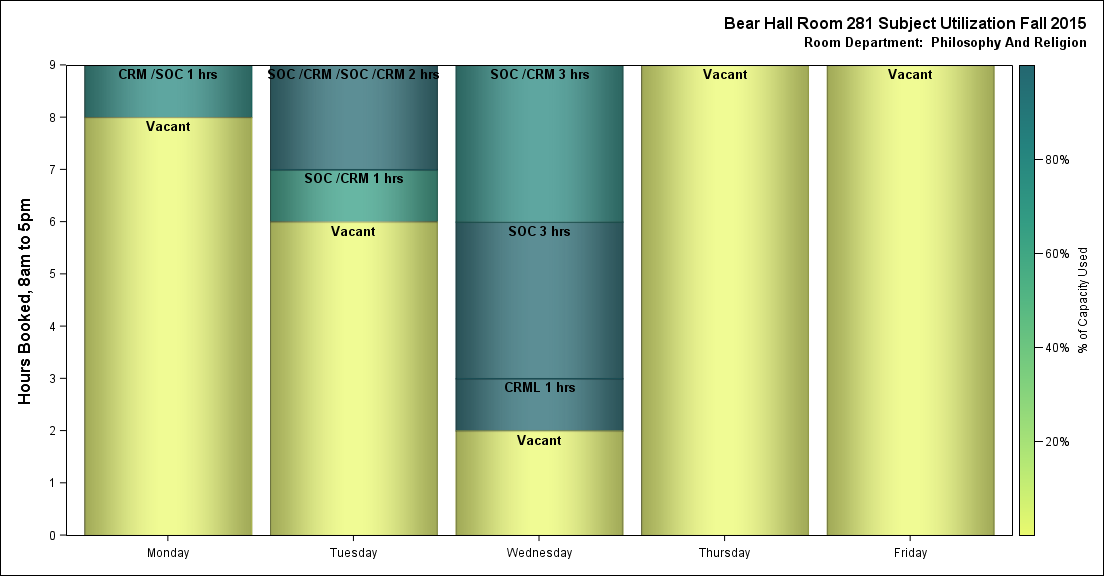 Bear Hall Room 281 Subject Utilization Fall 2015
Room Department:  Philosophy And Religion
Hours Booked, 8am to 5pm
9
8
7
6
5
4
3
2
1
0
CRM /SOC 1 hrs
Vacant
SOC /CRM /SOC /CRM 2 hrs
SOC /CRM 1 hrs
Vacant
SOC /CRM 3 hrs
SOC 3 hrs
CRML 1 hrs
Vacant
Vacant
Vacant
Monday
Tuesday
Wednesday
Thursday
Friday
80%
60%
40%
20%
% of Capacity Used